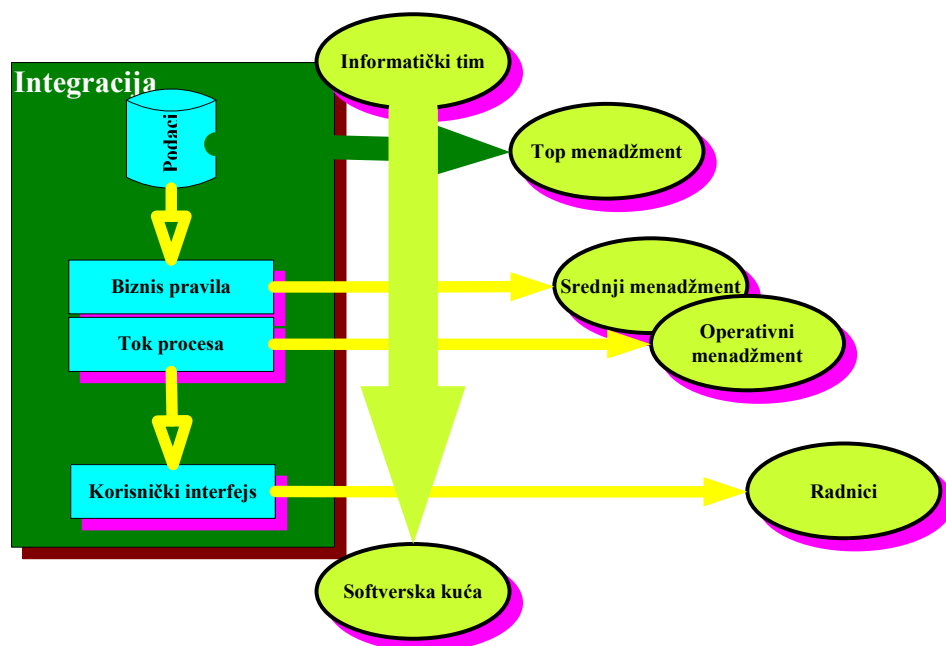 Informatički tim
Integracija
Podaci
Top menadžment
Biznis pravila
Srednji menadžment
Tok procesa
Operativni
menadžment
Korisnički interfejs
Radnici
Softverska kuća